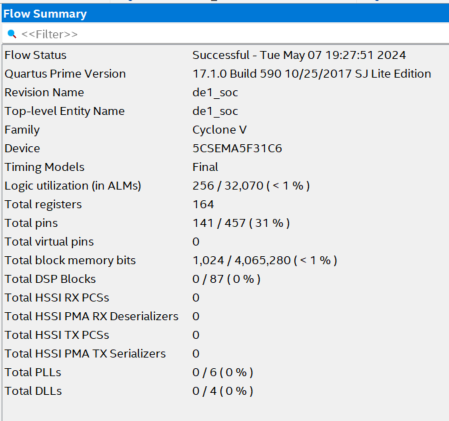 Flow Summary
<<Filter>>
Flow Status Successful - Tue May 07 19:27:51 2024
Quartus Prime Version 17.1.0 Build 590 10/25/2017 SJ Lite Edition
Revision Name de1_soc
Top-level Entity Name de1_soc
Family Cyclone V
Device 5CSEMA5F31C6
Timing Models Final
Logic utilization (in ALMs) 256 / 32,070 ( < 1 % )
Total registers 164
Total pins 141 / 457 ( 31 % )
Total virtual pins 0
Total block memory bits 1,024 / 4,065,280 ( < 1 % )
Total DSP Blocks 0 / 87 ( 0 % )
Total HSSI RX PCSs 0
Total HSSI PMA RX Deserializers 0
Total HSSI TX PCSs 0
Total HSSI PMA TX Serializers 0
Total PLLs 0 / 6 ( 0 % )
Total DLLs 0 / 4 ( 0 % )